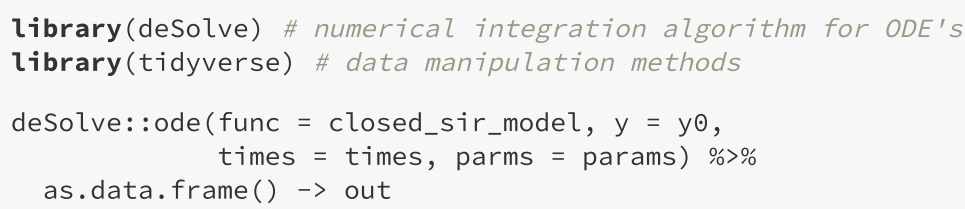 library(deSolve) # numerical integration algorithm for ODE's
library(tidyverse) # data manipulation methods
deSolve::ode(func = closed_sir_model, y = y0,
times = times, parms = params) %>%
as.data.frame() -> out